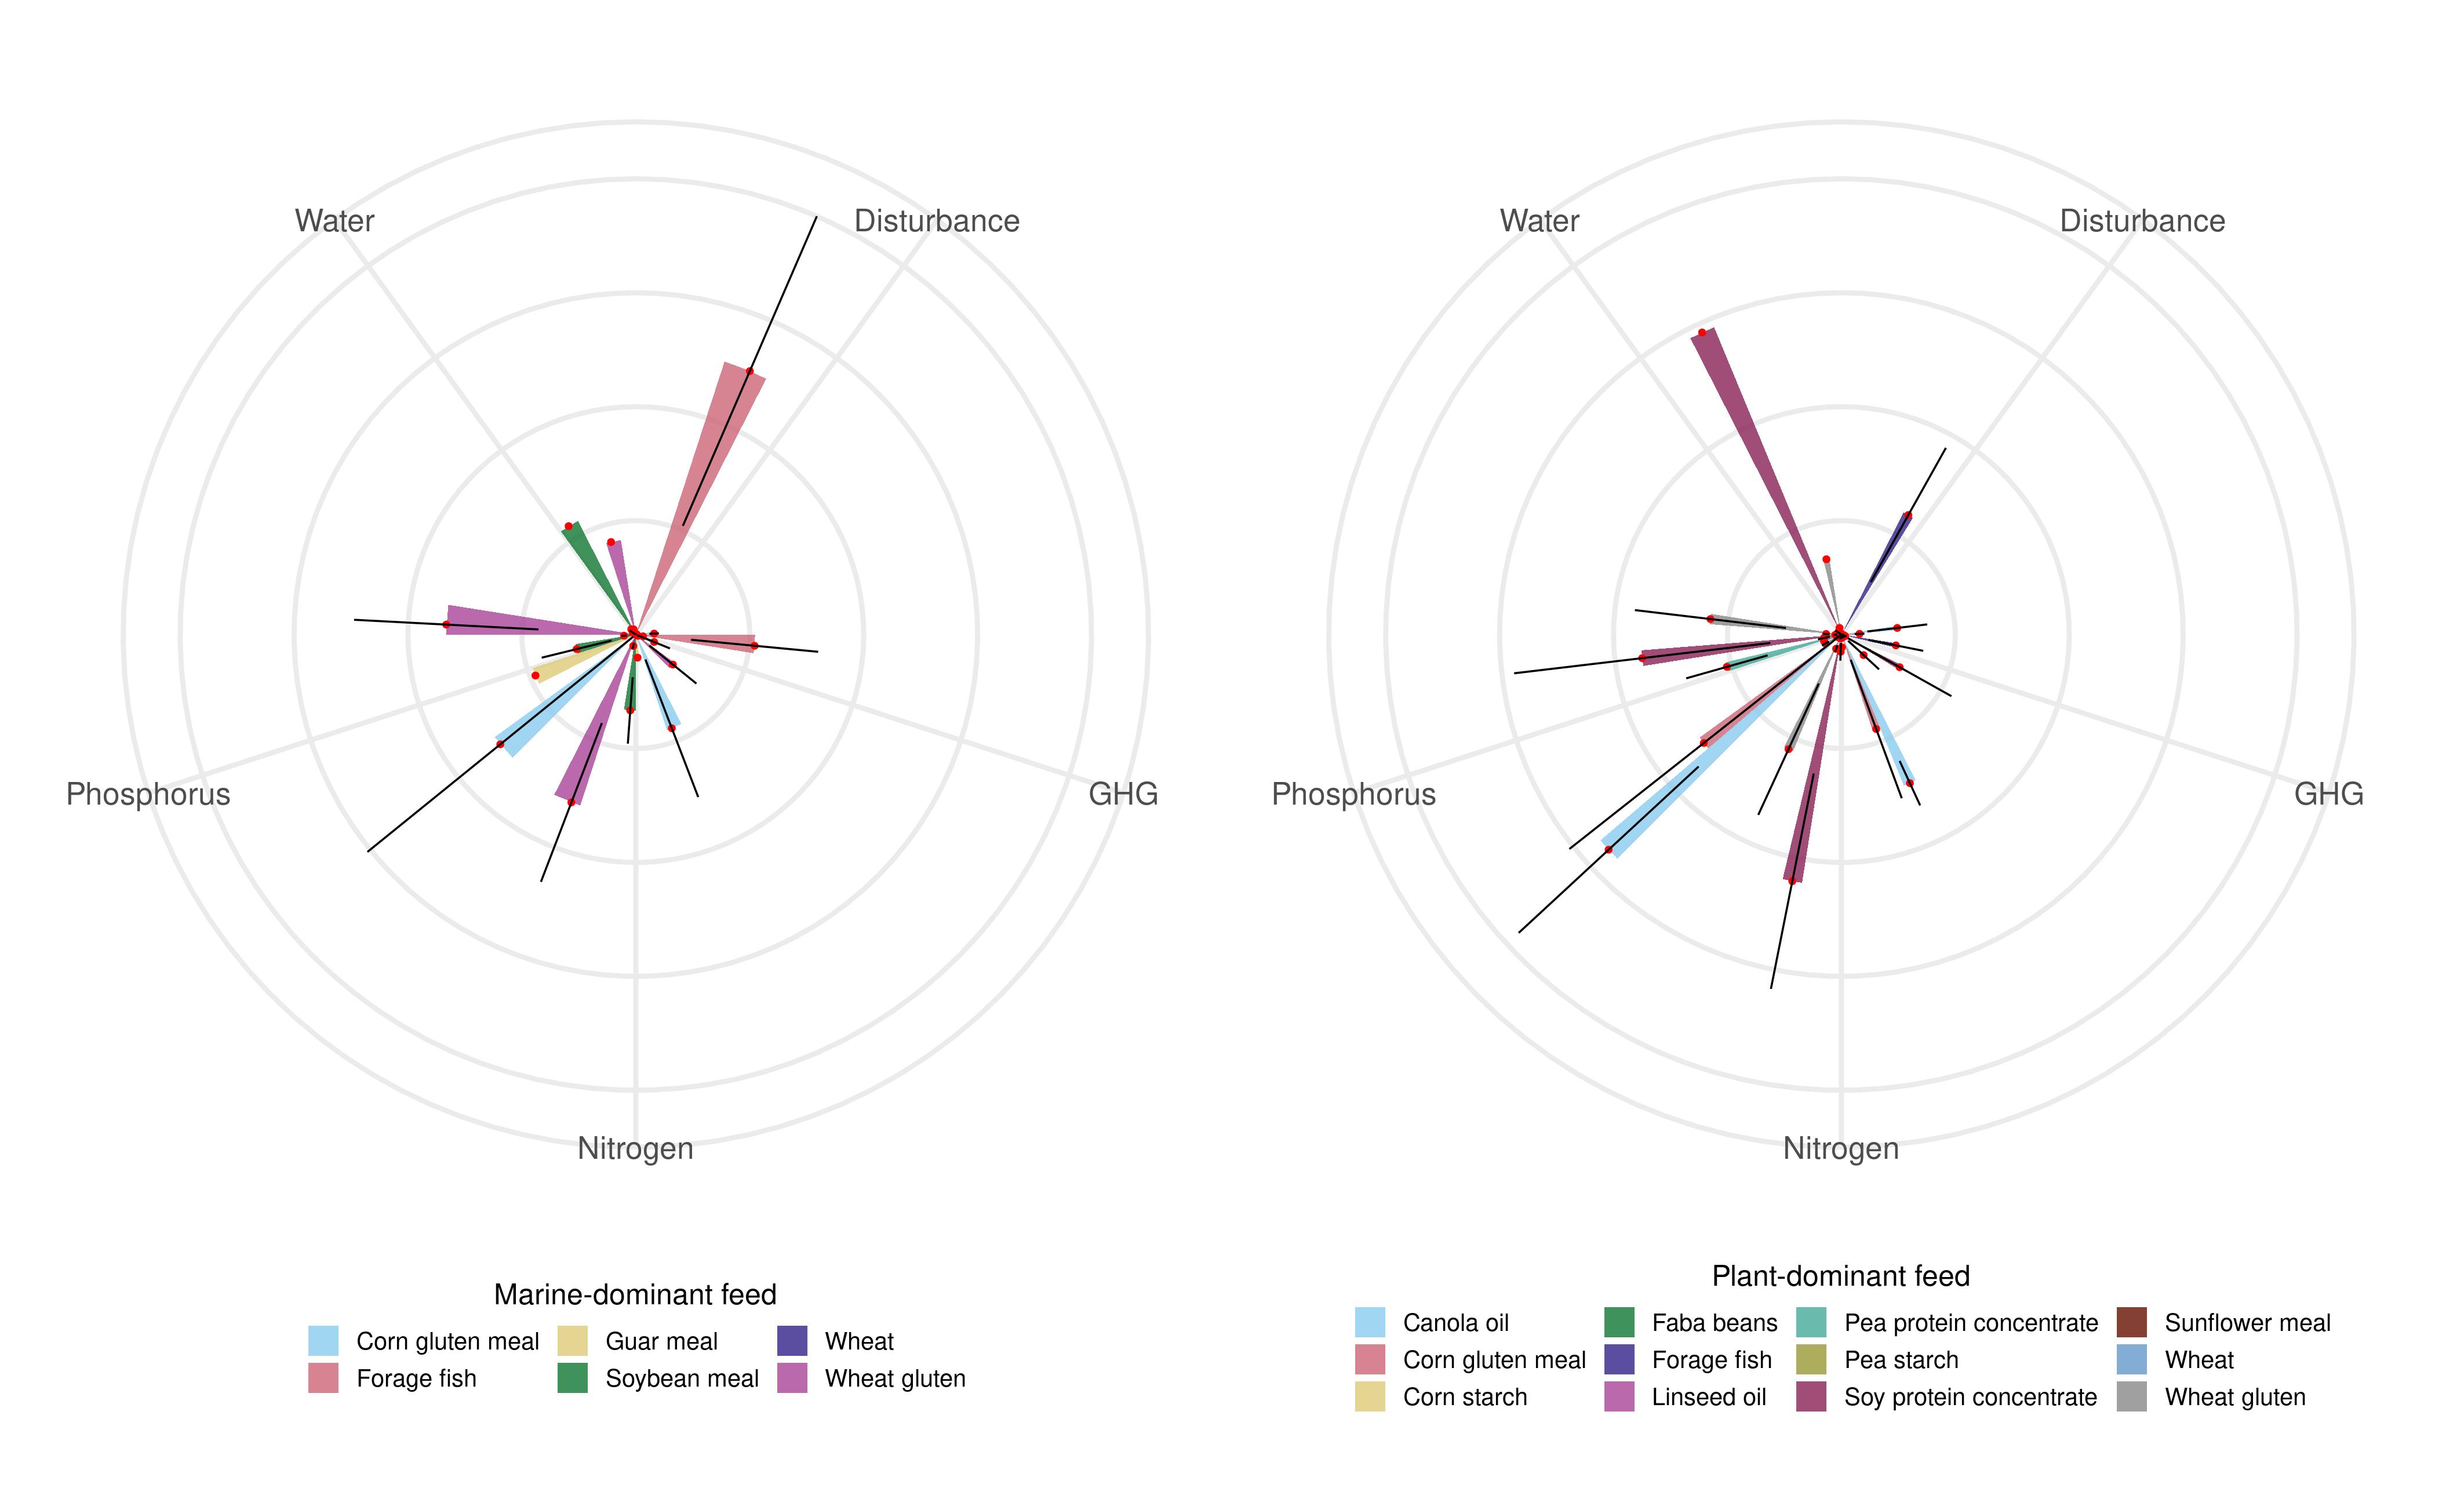 Water
Disturbance
Phosphorus
GHG
Nitrogen
Marine-dominant feed
Corn gluten meal
Guar meal
Wheat
Forage fish
Soybean meal
Wheat gluten
Water
Disturbance
Phosphorus
GHG
Nitrogen
Plant-dominant feed
Canola oil
Faba beans
Pea protein concentrate
Sunflower meal
Corn gluten meal
Forage fish
Pea starch
Wheat
Corn starch
Linseed oil
Soy protein concentrate
Wheat gluten